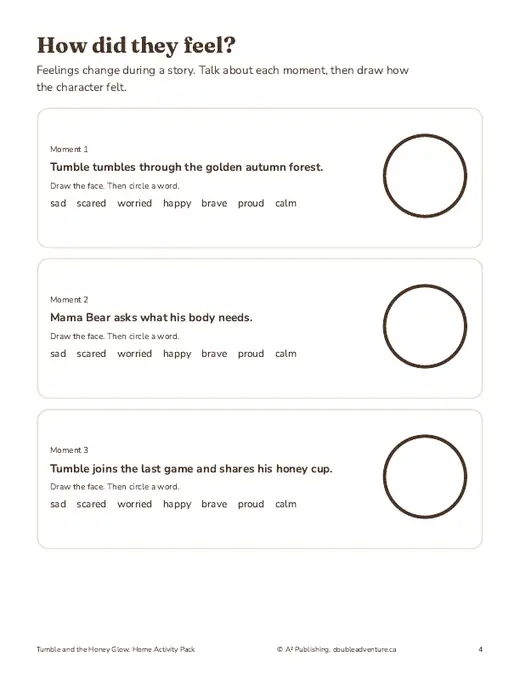 How did they feel?
Feelings change during a story. Talk about each moment, then draw how
the character felt.
Moment 1
Tumble tumbles through the golden autumn forest.
Draw the face. Then circle a word.
sad scared worried happy brave proud calm
Moment 2
Mama Bear asks what his body needs.
Draw the face. Then circle a word.
sad scared worried happy brave proud calm
Moment 3
Tumble joins the last game and shares his honey cup.
Draw the face. Then circle a word.
sad scared worried happy brave proud calm
Tumble and the Honey Glow. Home Activity Pack © A² Publishing, doubleadventure.ca 4